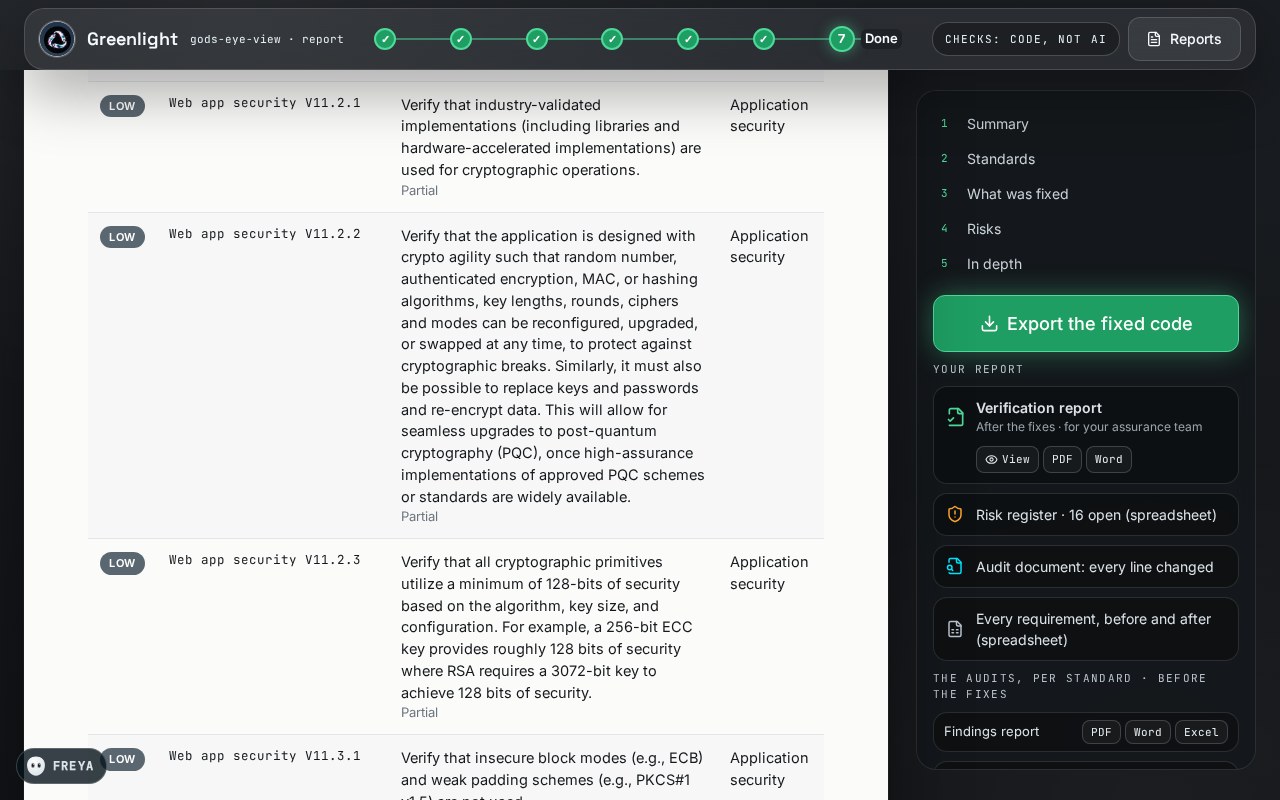 Greenlight
gods-eye-view · report
7 Done
CHECKS: CODE, NOT AI
Reports
LOW
Web app security V11.2.1
Verify that industry-validated
implementations (including libraries and
hardware-accelerated implementations) are
used for cryptographic operations.
Partial
Application
security
LOW
Web app security V11.2.2
Verify that the application is designed with
crypto agility such that random number,
authenticated encryption, MAC, or hashing
algorithms, key lengths, rounds, ciphers
and modes can be reconfigured, upgraded,
or swapped at any time, to protect against
cryptographic breaks. Similarly, it must also
be possible to replace keys and passwords
and re-encrypt data. This will allow for
seamless upgrades to post-quantum
cryptography (PQC), once high-assurance
implementations of approved PQC schemes
or standards are widely available.
Partial
Application
security
LOW
Web app security V11.2.3
Verify that all cryptographic primitives
utilize a minimum of 128-bits of security
based on the algorithm, key size, and
configuration. For example, a 256-bit ECC
key provides roughly 128 bits of security
where RSA requires a 3072-bit key to
achieve 128 bits of security.
Partial
Application
security
LOW
Web app security V11.3.1
Verify that insecure block modes (e.g., ECB)
and weak padding schemes (e.g., PKCS#1
v1.5) are not used.
Application
security
FREYA
1 Summary
2 Standards
3 What was fixed
4 Risks
5 In depth
Export the fixed code
YOUR REPORT
Verification report
After the fixes · for your assurance team
View
PDF
Word
Risk register · 16 open (spreadsheet)
Audit document: every line changed
Every requirement, before and after
(spreadsheet)
THE AUDITS, PER STANDARD · BEFORE
THE FIXES
Findings report
PDF
Word
Excel